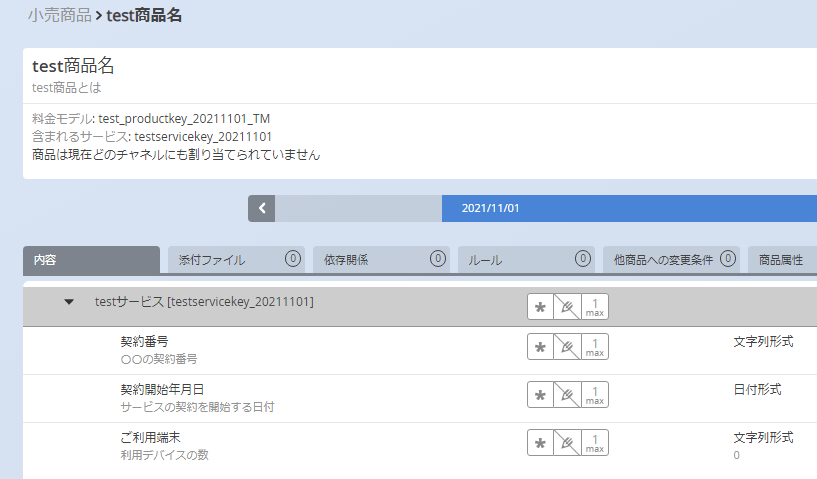 小売商品 > test商品名
test商品名
test商品とは
料金モデル: test_productkey_20211101_TM
含まれるサービス: testservicekey_20211101
商品は現在どのチャネルにも割り当てられていません
2021/11/01
内容 添付ファイル 0 依存関係 0 ルール 0 他商品への変更条件 0 商品属性
testサービス [testservicekey_20211101] * 1 max
契約番号 * 1 max 文字列形式
〇〇の契約番号
契約開始年月日 * 1 max 日付形式
サービスの契約を開始する日付
ご利用端末 * 1 max 文字列形式
利用デバイスの数 0